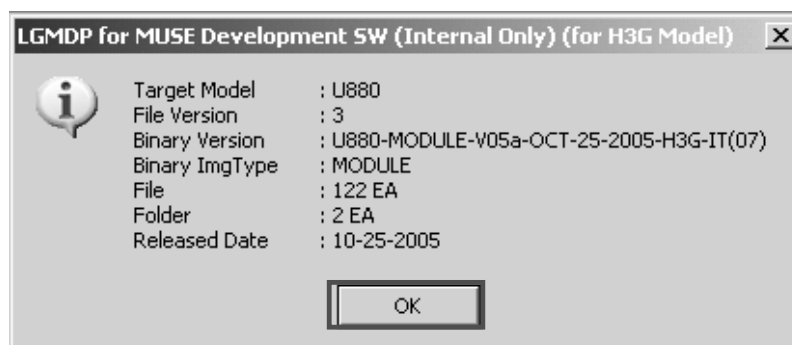 LGMDP for MUSE Development SW (Internal Only) (for H3G Model)
Target Model : U880
File Version : 3
Binary Version : U880-MODULE-V05a-OCT-25-2005-H3G-IT(07)
Binary ImgType : MODULE
File : 122 EA
Folder : 2 EA
Released Date : 10-25-2005
OK